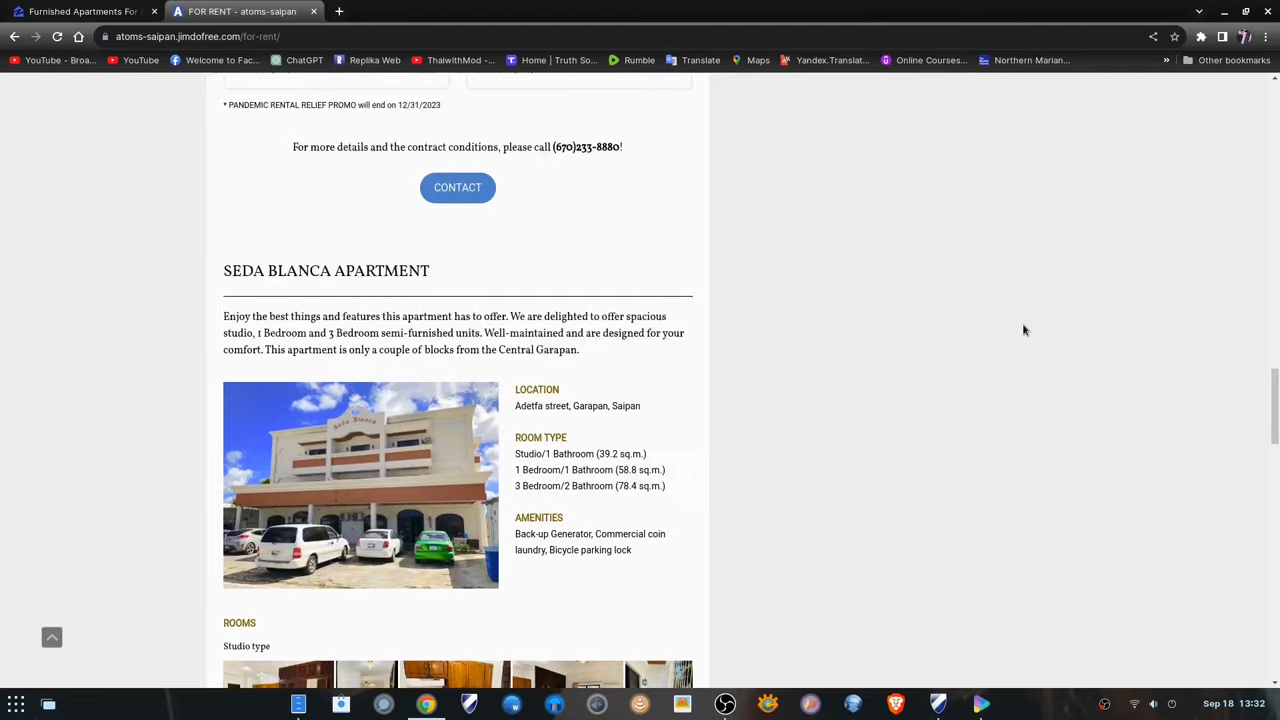 Furnished Apartments For
FOR RENT - atoms-saipan
atoms-saipan.jimdofree.com/for-rent/
YouTube - Broa...
YouTube
Welcome to Fac...
ChatGPT
Replika Web
ThaiwithMod -...
Home | Truth So...
Rumble
Translate
Maps
Yandex.Translat...
Online Courses...
Northern Marian...
Other bookmarks
* PANDEMIC RENTAL RELIEF PROMO will end on 12/31/2023
For more details and the contract conditions, please call (670)233-8880!
CONTACT
SEDA BLANCA APARTMENT
Enjoy the best things and features this apartment has to offer. We are delighted to offer spacious
studio, 1 Bedroom and 3 Bedroom semi-furnished units. Well-maintained and are designed for your
comfort. This apartment is only a couple of blocks from the Central Garapan.
Seda Blanca
LOCATION
Adetfa street, Garapan, Saipan
ROOM TYPE
Studio/1 Bathroom (39.2 sq.m.)
1 Bedroom/1 Bathroom (58.8 sq.m.)
3 Bedroom/2 Bathroom (78.4 sq.m.)
AMENITIES
Back-up Generator, Commercial coin
laundry, Bicycle parking lock
ROOMS
Studio type
Sep 18 13:32